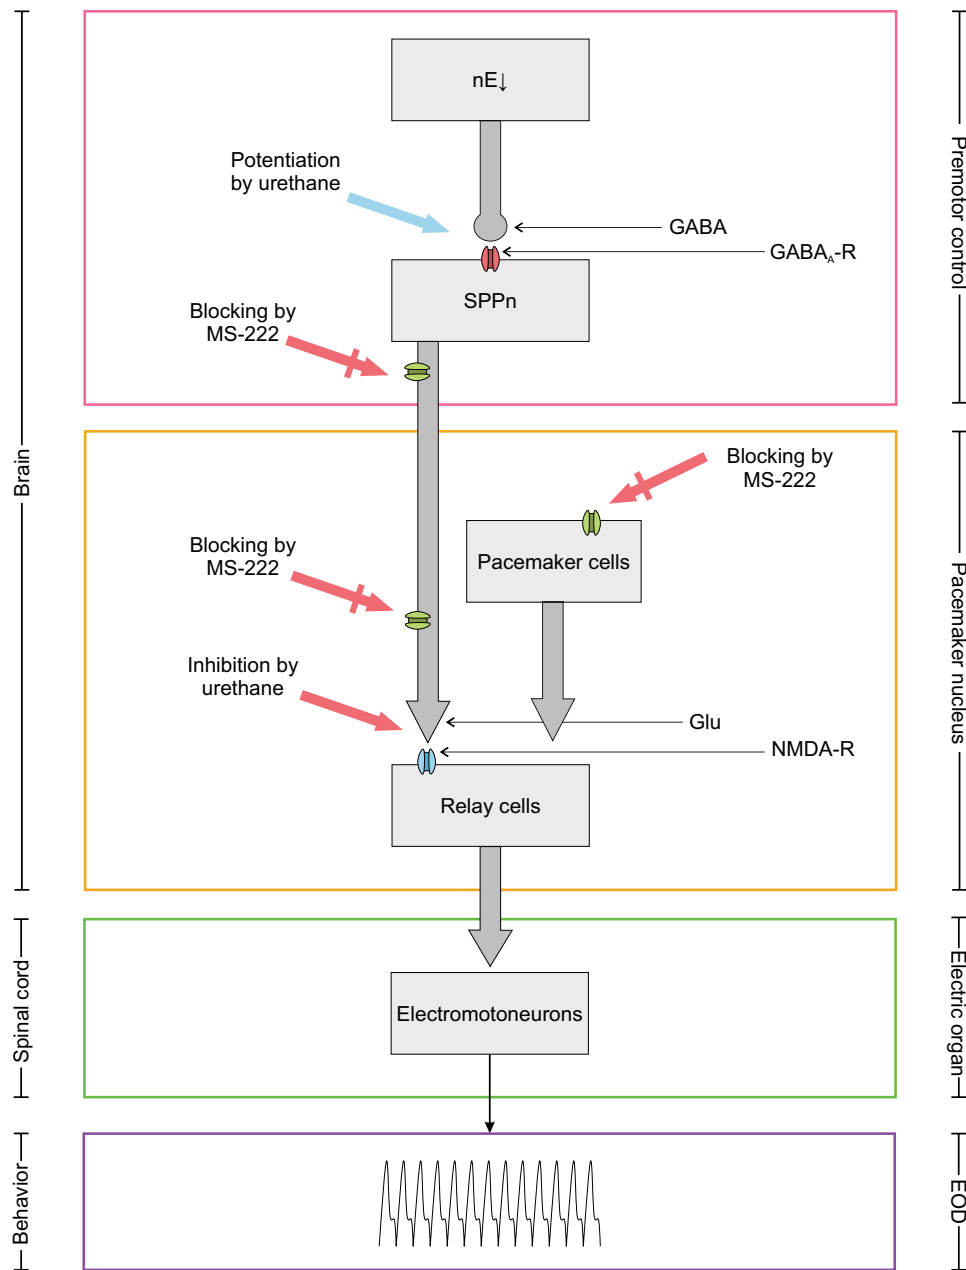 nE↓
Potentiation
by urethane
GABA
GABA_A-R
SPPn
Blocking by
MS-222
Premotor control
Brain
Blocking by
MS-222
Pacemaker cells
Blocking by
MS-222
Inhibition by
urethane
Glu
NMDA-R
Relay cells
Pacemaker nucleus
Spinal cord
Electromotoneurons
Electric organ
Behavior
EOD